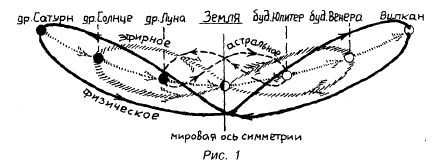 др.Сатурн др.Солнце др.Луна Земля буд.Юпитер буд.Венера Вулкан
эфирное астральное
физическое
мировая ось симметрии
Рис. 1